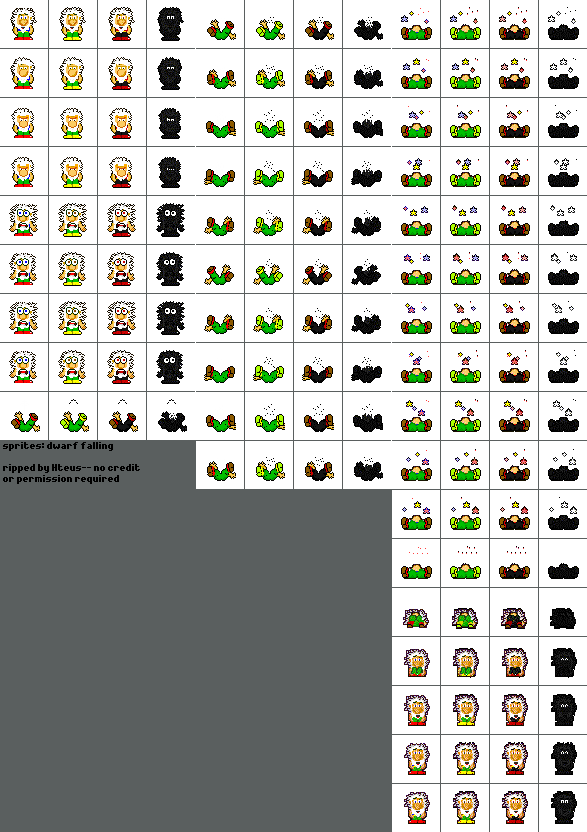 sprites: dwarf falling
ripped by Xteus-- no credit
or permission required